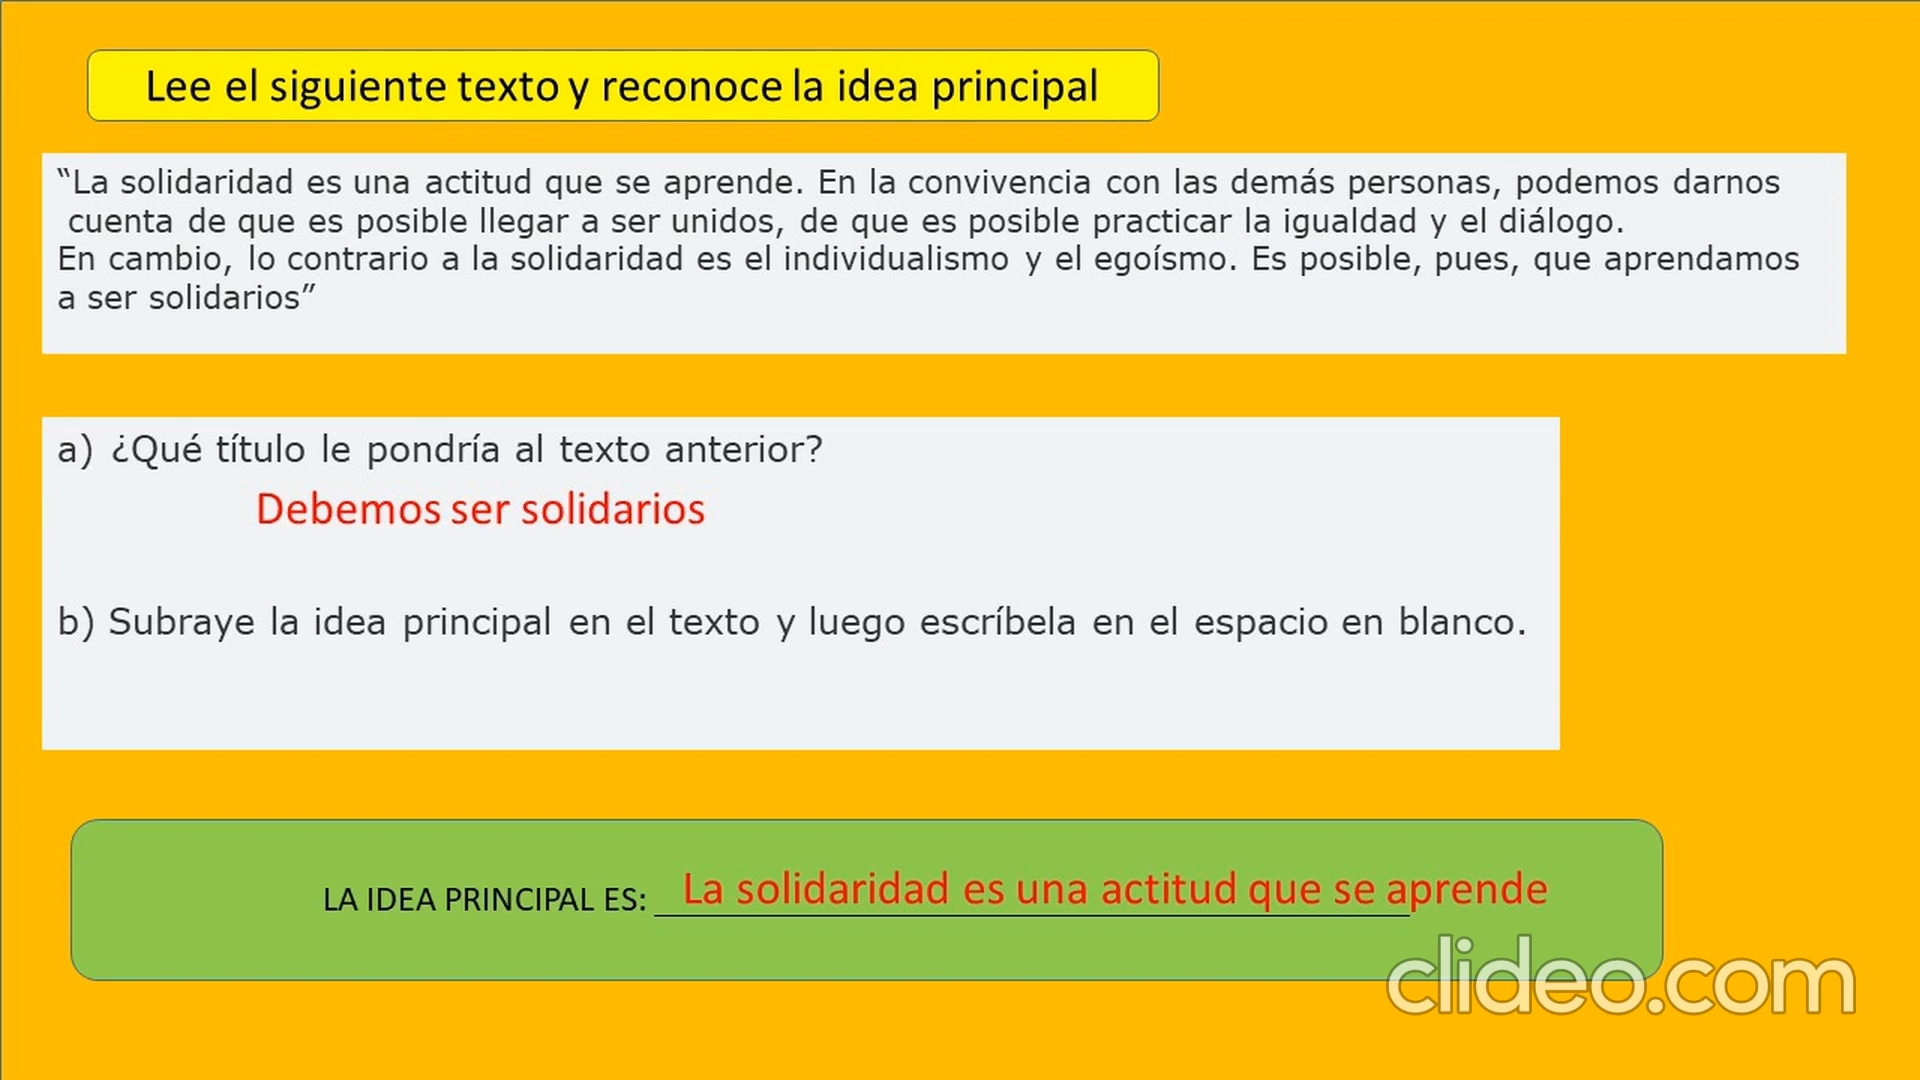 Lee el siguiente texto y reconoce la idea principal
“La solidaridad es una actitud que se aprende. En la convivencia con las demás personas, podemos darnos
cuenta de que es posible llegar a ser unidos, de que es posible practicar la igualdad y el diálogo.
En cambio, lo contrario a la solidaridad es el individualismo y el egoísmo. Es posible, pues, que aprendamos
a ser solidarios”
a) ¿Qué título le pondría al texto anterior?
Debemos ser solidarios
b) Subraye la idea principal en el texto y luego escríbela en el espacio en blanco.
LA IDEA PRINCIPAL ES: La solidaridad es una actitud que se aprende
clideo.com